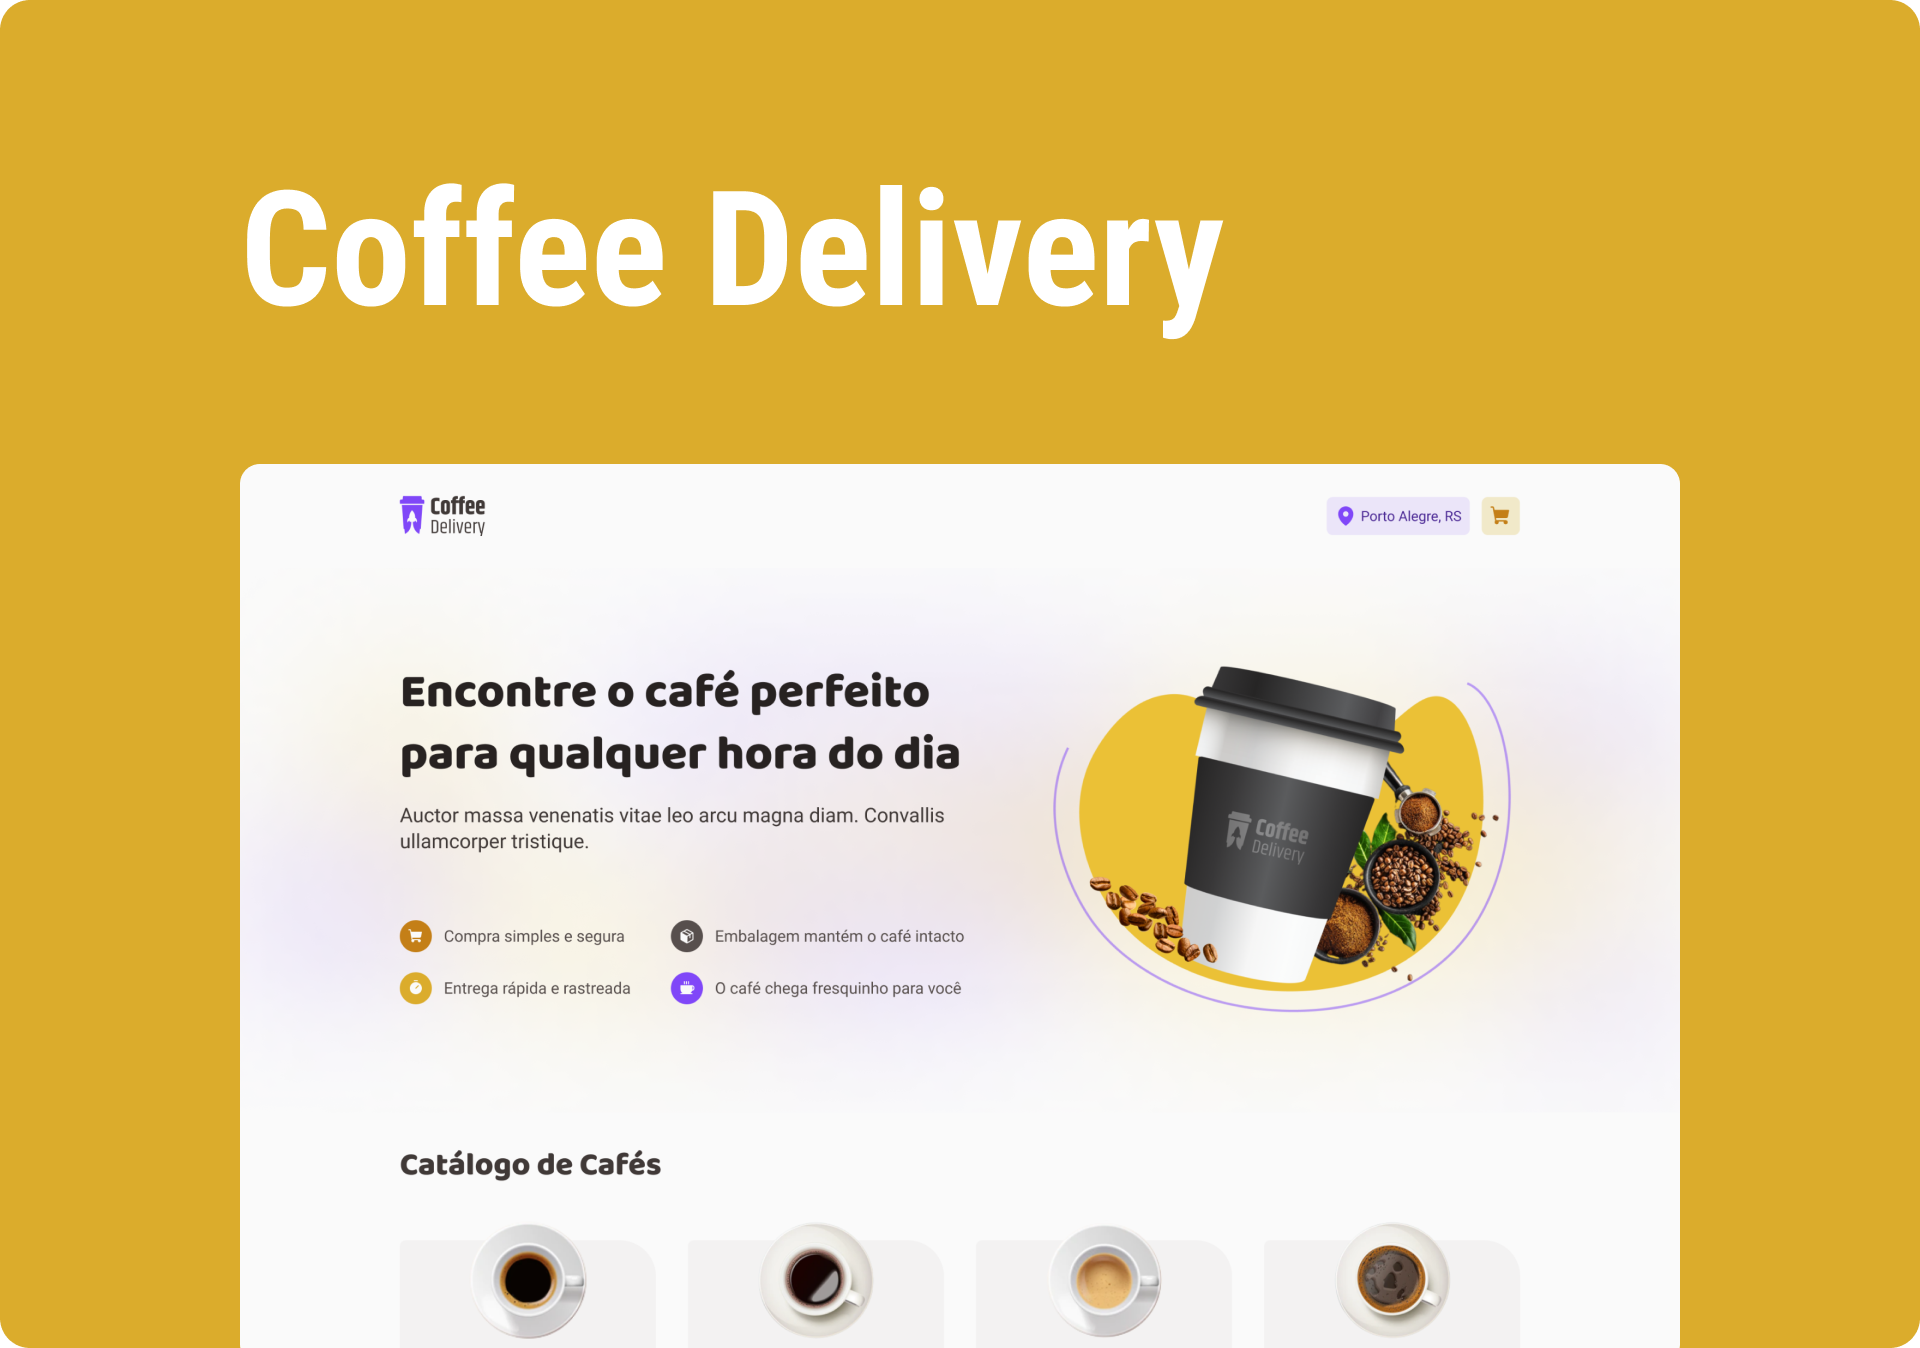 Coffee Delivery
Coffee
Delivery
Porto Alegre, RS
Encontre o café perfeito
para qualquer hora do dia
Auctor massa venenatis vitae leo arcu magna diam. Convallis
ullamcorper tristique.
Coffee
Delivery
Compra simples e segura
Embalagem mantém o café intacto
Entrega rápida e rastreada
O café chega fresquinho para você
Catálogo de Cafés